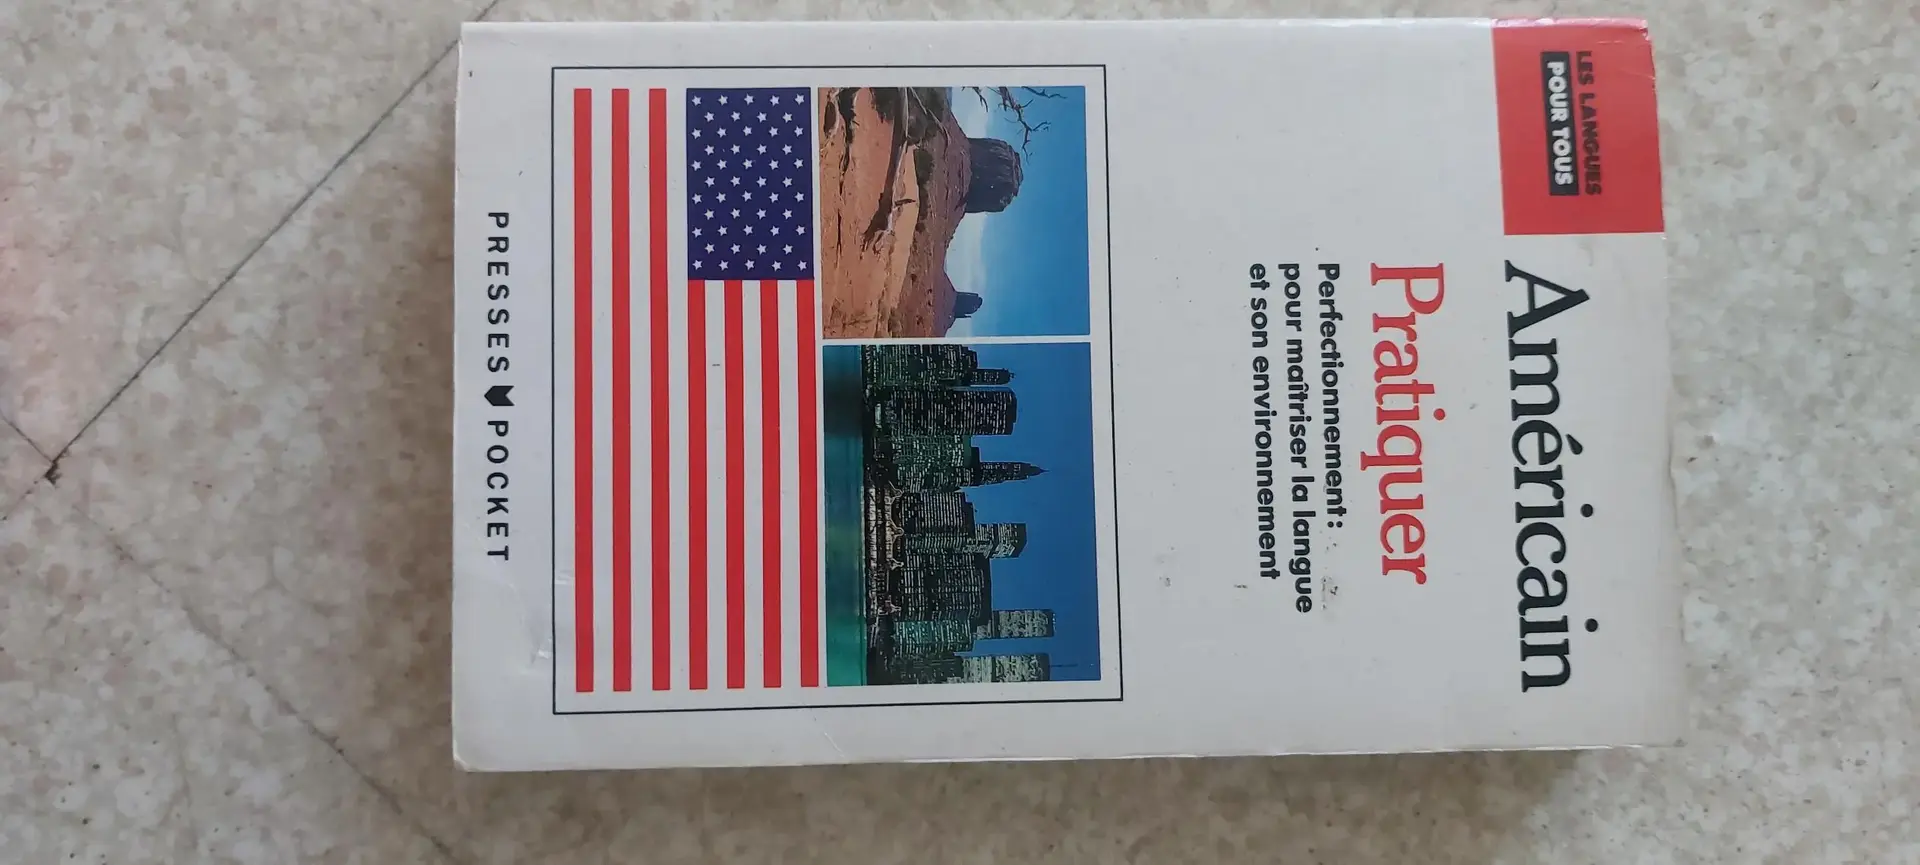 LES LANGUES
POUR TOUS
Américain
Pratiquer
Perfectionnement :
pour maîtriser la langue
et son environnement
PRESSES POCKET